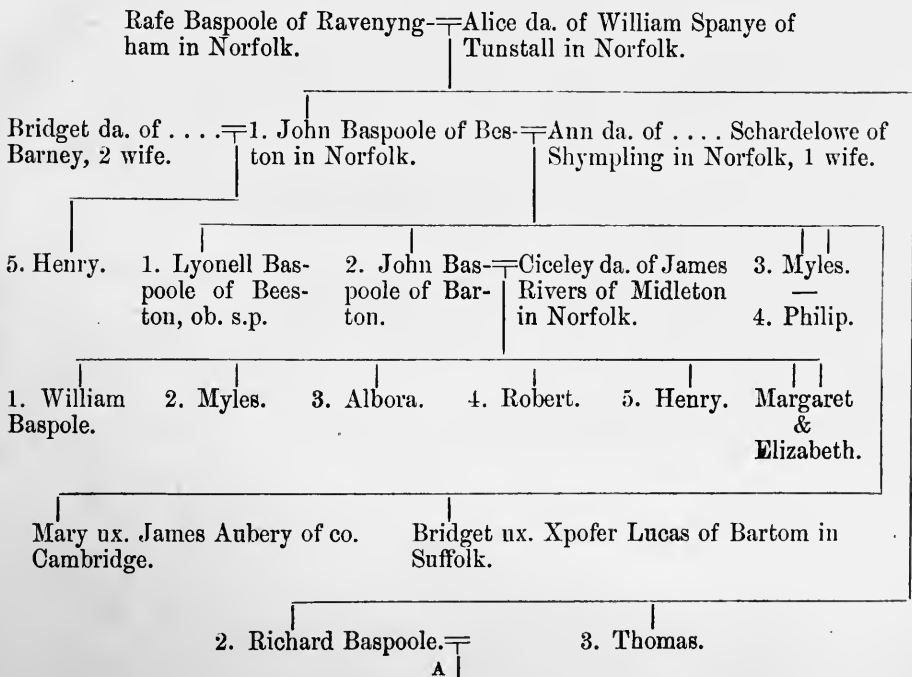 Rafe Baspoole of Ravenyng-
ham in Norfolk.
Alice da. of William Spanye of
Tunstall in Norfolk.
Bridget da. of . . . .
Barney, 2 wife.
1. John Baspoole of Bes-
ton in Norfolk.
Ann da. of . . . . Schardelowe of
Shympling in Norfolk, 1 wife.
5. Henry.
1. Lyonell Bas-
poole of Bees-
ton, ob. s.p.
2. John Bas-
poole of Bar-
ton.
Ciceley da. of James
Rivers of Midleton
in Norfolk.
3. Myles.
—
4. Philip.
1. William
Baspole.
2. Myles.
3. Albora.
4. Robert.
5. Henry.
Margaret
&
Elizabeth.
Mary ux. James Aubery of co.
Cambridge.
Bridget ux. Xpofer Lucas of Bartom in
Suffolk.
2. Richard Baspoole.
3. Thomas.
A